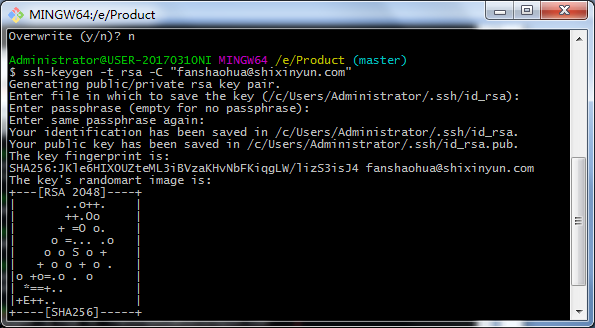 MINGW64:/e/Product
Overwrite (y/n)? n
Administrator@USER-20170310NI MINGW64 /e/Product (master)
$ ssh-keygen -t rsa -C "fanshaohua@shixinyun.com"
Generating public/private rsa key pair.
Enter file in which to save the key (/c/Users/Administrator/.ssh/id_rsa):
Enter passphrase (empty for no passphrase):
Enter same passphrase again:
Your identification has been saved in /c/Users/Administrator/.ssh/id_rsa.
Your public key has been saved in /c/Users/Administrator/.ssh/id_rsa.pub.
The key fingerprint is:
SHA256:JKle6HIXOUZteML3iBVzaKHvNbFKiqgLW/lizS3isJ4 fanshaohua@shixinyun.com
The key's randomart image is:
+---[RSA 2048]----+
|       ..o++.    |
|       ++.Oo     |
|      + =O o.    |
|     o =... .o   |
|    o o S o +    |
|   + o o + o .   |
|o +o=.o . o      |
| *==+..          |
|+E++..           |
+----[SHA256]-----+